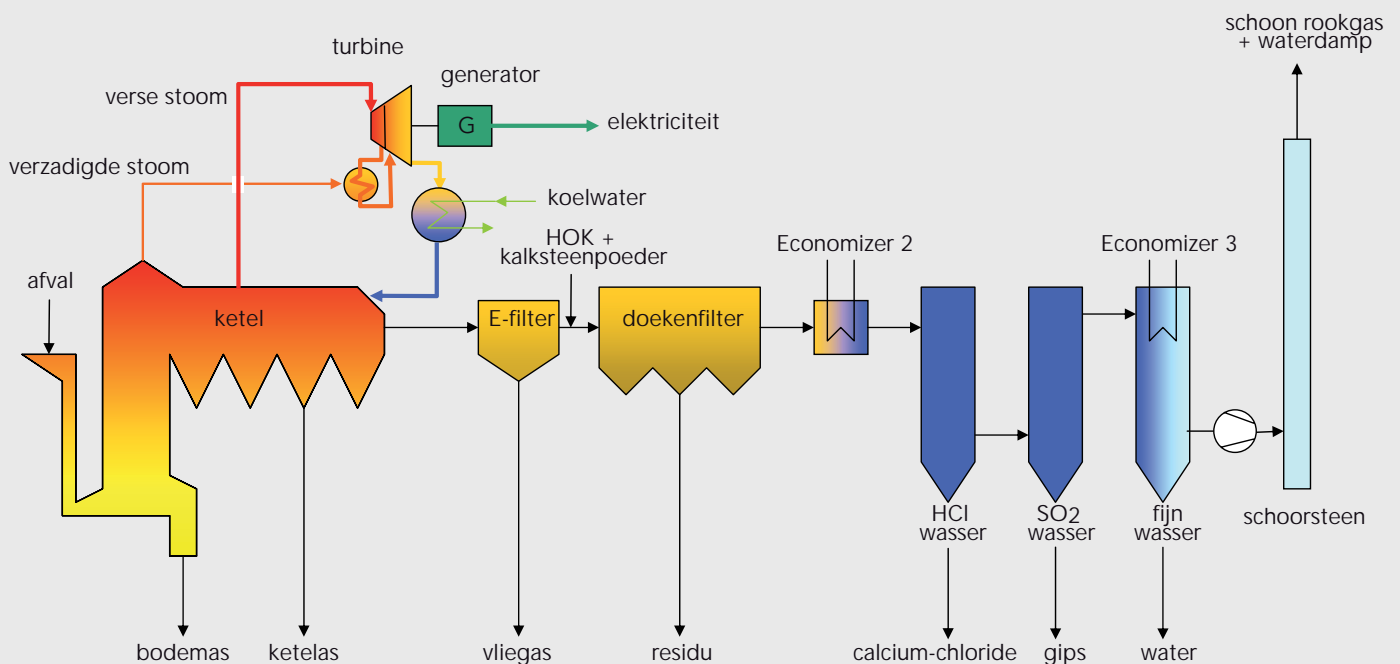 schoon rookgas
+ waterdamp
turbine
generator
verse stoom
G
elektriciteit
verzadigde stoom
koelwater
HOK +
kalksteenpoeder
Economizer 2
Economizer 3
afval
ketel
E-filter
doekenfilter
HCl
wasser
SO2
wasser
fijn
wasser
schoorsteen
bodemas
ketelas
vliegas
residu
calcium-chloride
gips
water